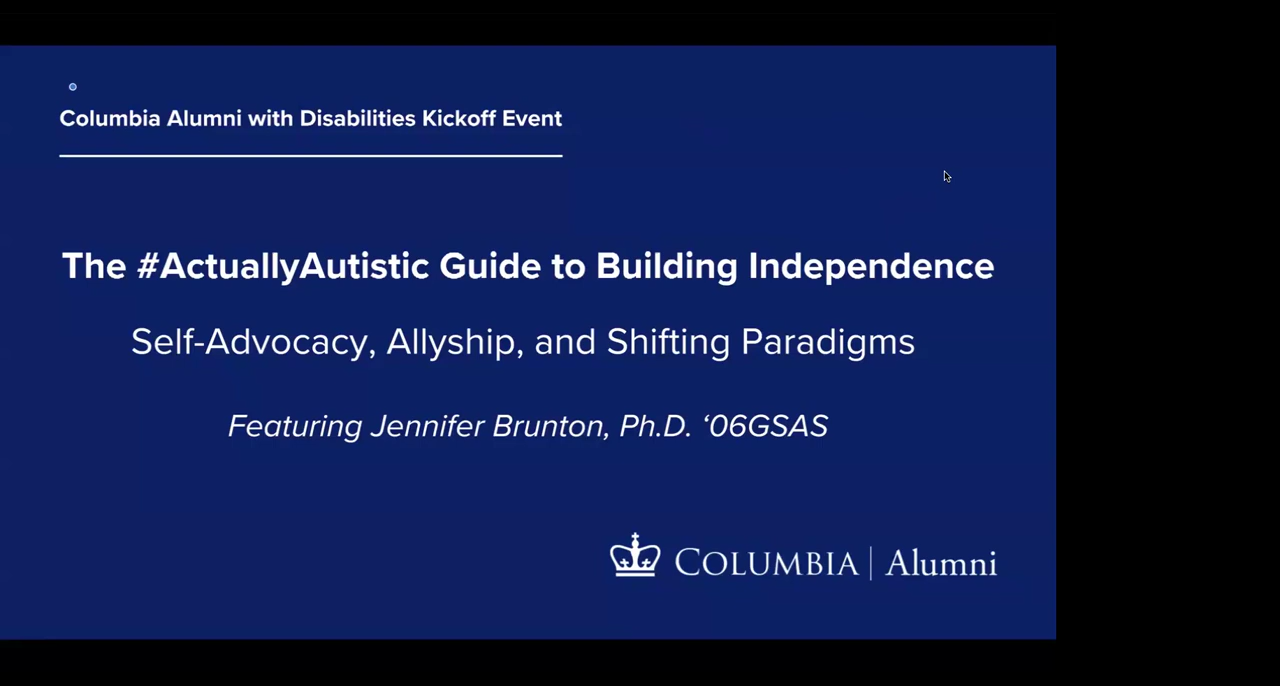 Columbia Alumni with Disabilities Kickoff Event
The #ActuallyAutistic Guide to Building Independence
Self-Advocacy, Allyship, and Shifting Paradigms
Featuring Jennifer Brunton, Ph.D. ‘06GSAS
COLUMBIA | Alumni